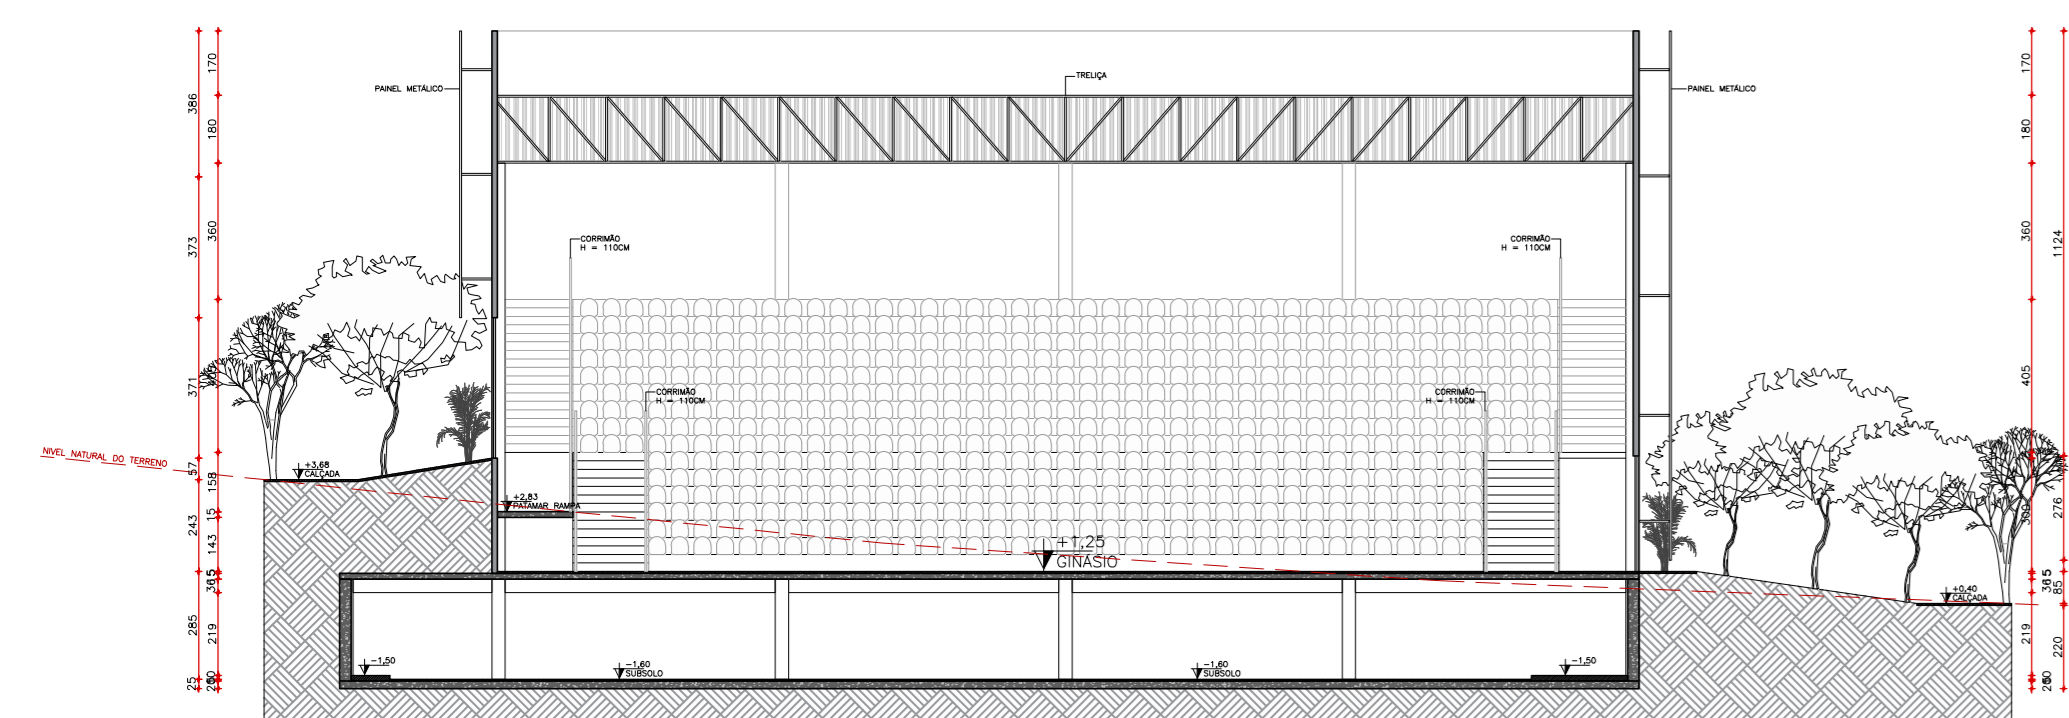 TRELIÇA
PAINEL METÁLICO
PAINEL METÁLICO
CORRIMÃO
H = 110CM
CORRIMÃO
H = 110CM
CORRIMÃO
H = 110CM
CORRIMÃO
H = 110CM
NIVEL NATURAL DO TERRENO
+3,68
CALÇADA
+2,83
PATAMAR RAMPA
+1,25
GINÁSIO
+0,40
CALÇADA
-1,50
-1,60
SUBSOLO
-1,60
SUBSOLO
-1,50
386
373
371
57
243
285
25
170
180
360
158
15
143
219
170
180
360
405
300
219
1124
276
85
220